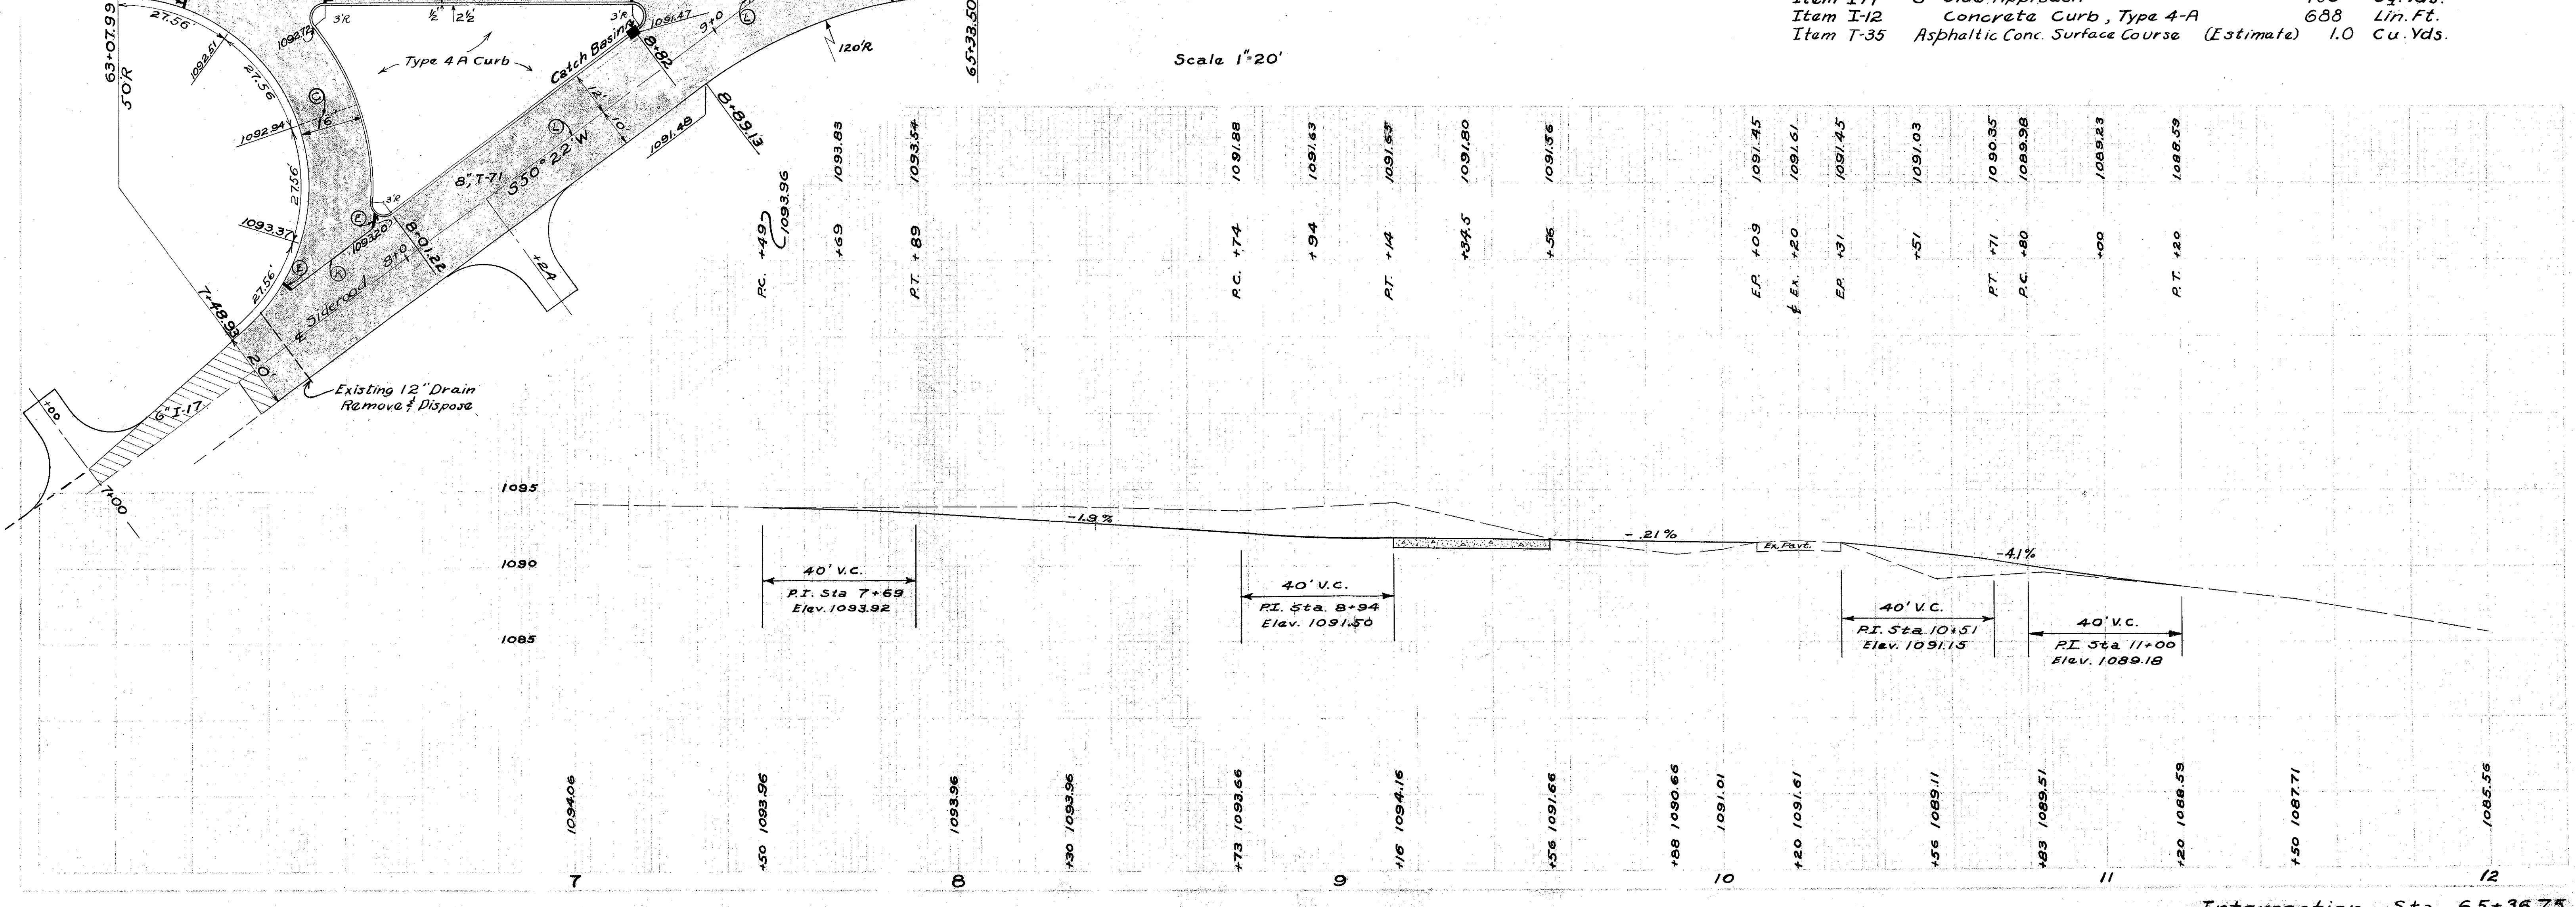 Item I-12 Concrete Curb, Type 4-A 688 Lin.Ft.
Item T-35 Asphaltic Conc. Surface Course (Estimate) 1.0 Cu.Yds.
Scale 1"=20'
63+07.99
50'R
27.56'
1092.51
27.56'
1092.72
3'R
½" 2½"
3'R
1091.47
9+0
L
120'R
65+33.50
Type 4A Curb
Catch Basin
8+82
12'
10'
C
16'
1092.94
L
S50°22'W
8", T-71
1091.48
8+89.13
27.56'
3'R
E
1093.20
8+01.22
8+0
1093.37
E
K
27.56'
℄ Sideroad
+24
7+48.93
20'
Existing 12" Drain
Remove & Dispose
6" I-17
+00
7+00
P.C. +49 1093.96
+69 1093.83
P.T. +89 1093.54
P.C. +74 1091.88
+94 1091.63
P.T. +14 1091.55
+34.5 1091.80
+56 1091.56
E.P. +09 1091.45
℄ Ex. +20 1091.61
E.P. +31 1091.45
+51 1091.03
P.T. +71 1090.35
P.C. +80 1089.98
+00 1089.23
P.T. +20 1088.59
1095
1090
1085
-1.9%
-.21%
Ex. Pavt.
-4.1%
40' V.C.
P.I. Sta 7+69
Elev. 1093.92
40' V.C.
P.I. Sta. 8+94
Elev. 1091.50
40' V.C.
P.I. Sta 10+51
Elev. 1091.15
40' V.C.
P.I. Sta 11+00
Elev. 1089.18
1094.06
+50 1093.96
1093.96
+30 1093.96
+73 1093.66
+16 1094.16
+56 1091.66
+88 1090.66
1091.01
+20 1091.61
+56 1089.11
+83 1089.51
+20 1088.59
+50 1087.71
1085.56
7 8 9 10 11 12